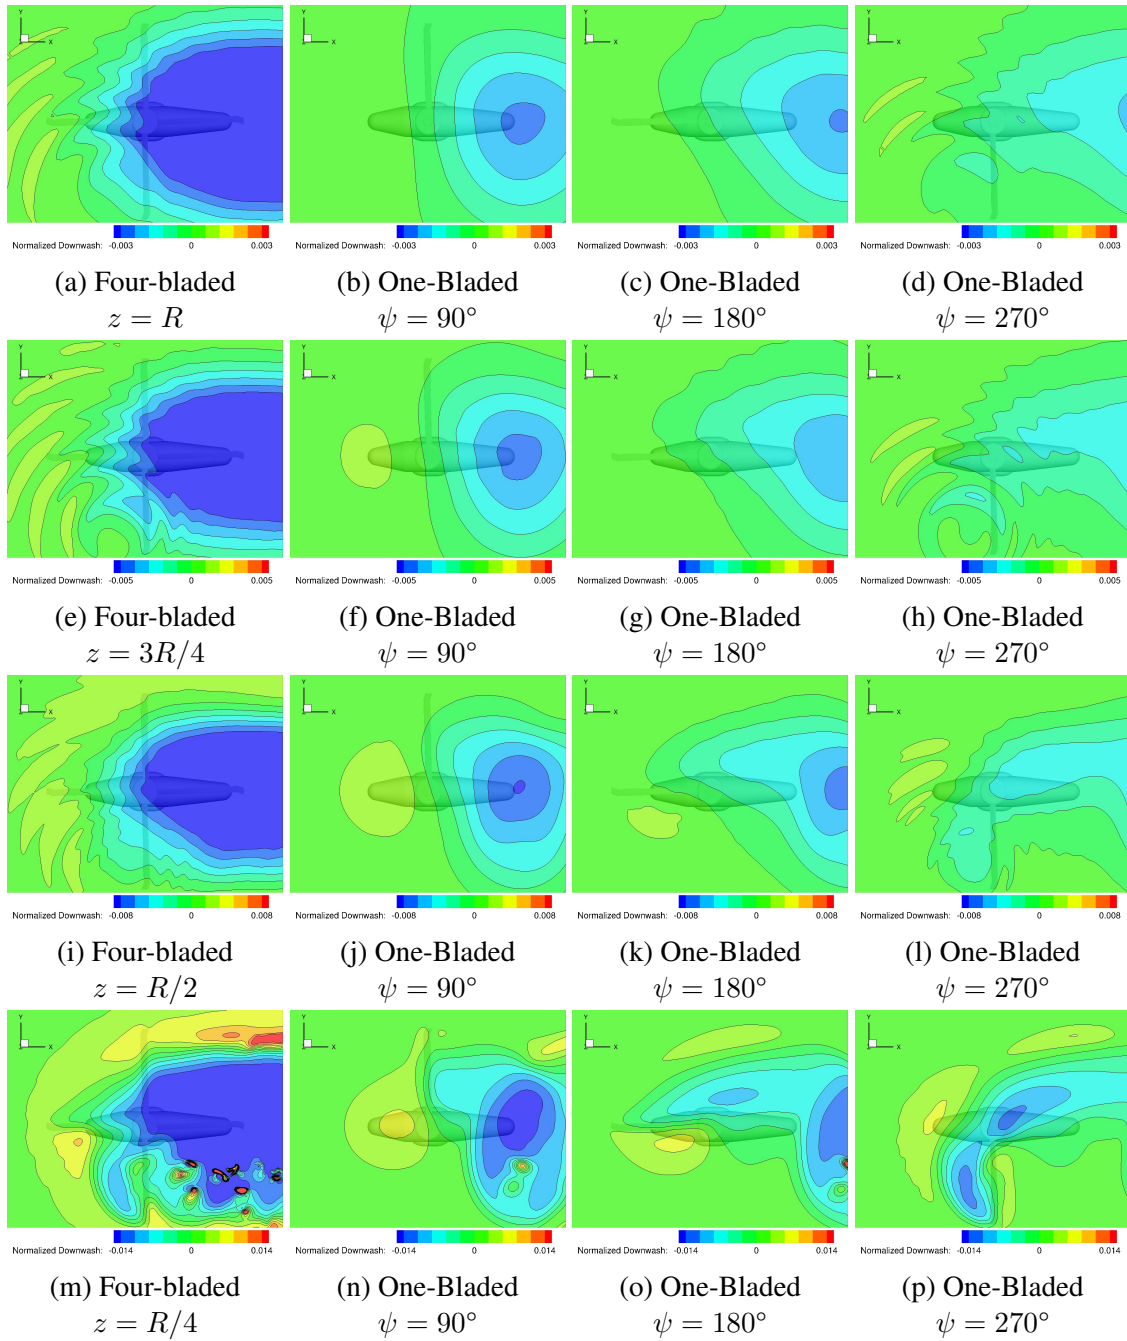 Y Y Y Y
Z X Z X Z X Z X
Normalized Downwash: -0.003 0 0.003 Normalized Downwash: -0.003 0 0.003 Normalized Downwash: -0.003 0 0.003 Normalized Downwash: -0.003 0 0.003
(a) Four-bladed (b) One-Bladed (c) One-Bladed (d) One-Bladed
z = R ψ = 90° ψ = 180° ψ = 270°
Y Y Y Y
Z X Z X Z X Z X
Normalized Downwash: -0.005 0 0.005 Normalized Downwash: -0.005 0 0.005 Normalized Downwash: -0.005 0 0.005 Normalized Downwash: -0.005 0 0.005
(e) Four-bladed (f) One-Bladed (g) One-Bladed (h) One-Bladed
z = 3R/4 ψ = 90° ψ = 180° ψ = 270°
Y Y Y Y
Z X Z X Z X Z X
Normalized Downwash: -0.008 0 0.008 Normalized Downwash: -0.008 0 0.008 Normalized Downwash: -0.008 0 0.008 Normalized Downwash: -0.008 0 0.008
(i) Four-bladed (j) One-Bladed (k) One-Bladed (l) One-Bladed
z = R/2 ψ = 90° ψ = 180° ψ = 270°
Y Y Y Y
Z X Z X Z X Z X
Normalized Downwash: -0.014 0 0.014 Normalized Downwash: -0.014 0 0.014 Normalized Downwash: -0.014 0 0.014 Normalized Downwash: -0.014 0 0.014
(m) Four-bladed (n) One-Bladed (o) One-Bladed (p) One-Bladed
z = R/4 ψ = 90° ψ = 180° ψ = 270°